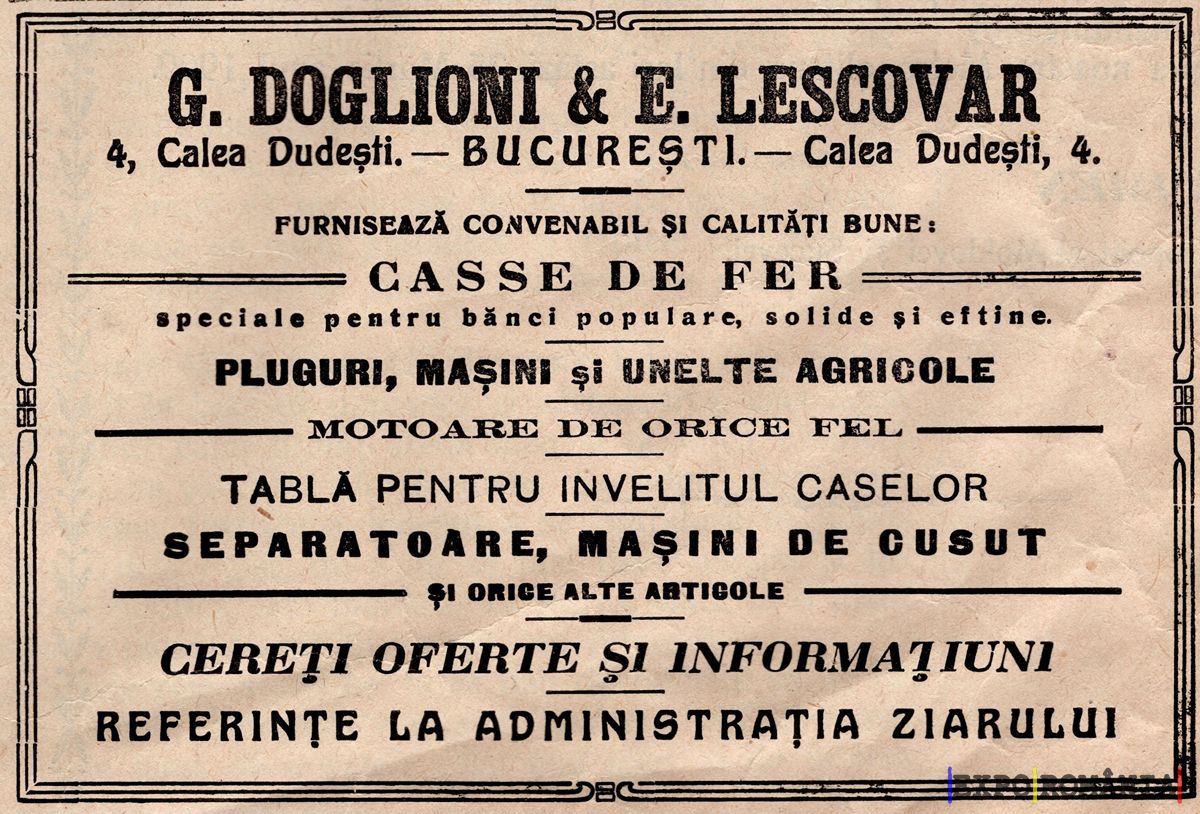 G. DOGLIONI & E. LESCOVAR
4, Calea Dudești. — BUCUREȘTI. — Calea Dudești, 4.
FURNISEAZĂ CONVENABIL ȘI CALITĂȚI BUNE:
CASSE DE FER
speciale pentru bănci populare, solide și eftine.
PLUGURI, MAȘINI și UNELTE AGRICOLE
MOTOARE DE ORICE FEL
TABLĂ PENTRU INVELITUL CASELOR
SEPARATOARE, MAȘINI DE CUSUT
ȘI ORICE ALTE ARTICOLE
CEREȚI OFERTE ȘI INFORMAȚIUNI
REFERINȚE LA ADMINISTRAȚIA ZIARULUI
EXPO ROMÂNIA